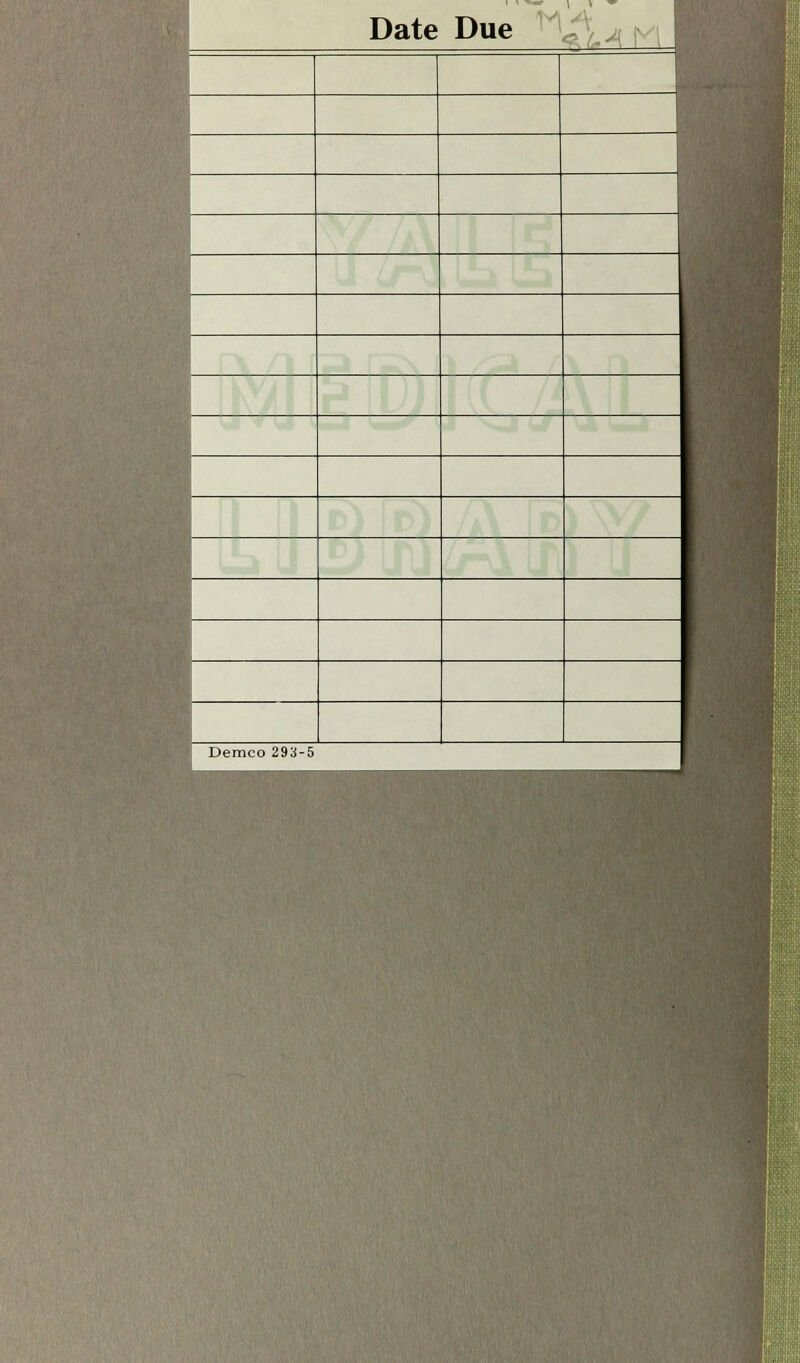 Date Due
YALE
MEDICAL
LIBRARY
Demco 293-5